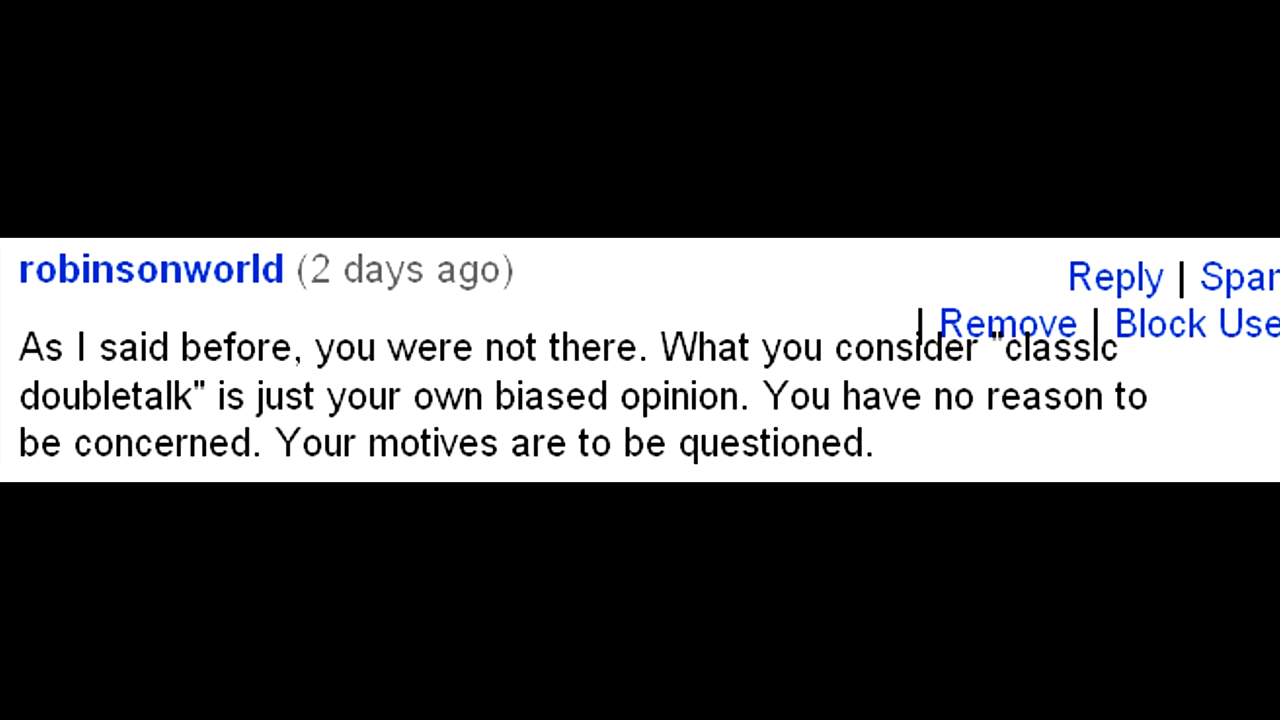 robinsonworld (2 days ago)
Reply | Spar
| Remove | Block Use
As I said before, you were not there. What you consider "classic
doubletalk" is just your own biased opinion. You have no reason to
be concerned. Your motives are to be questioned.